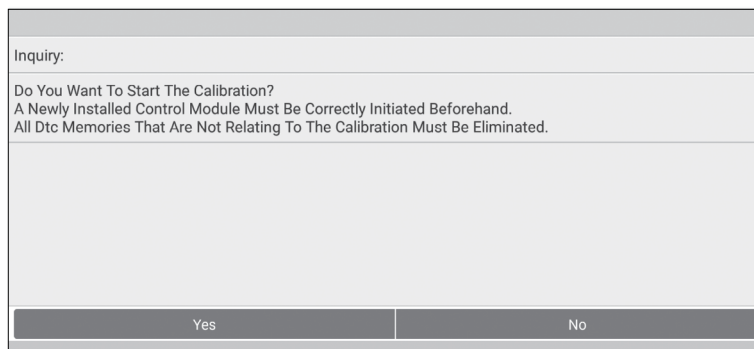 Inquiry:
Do You Want To Start The Calibration?
A Newly Installed Control Module Must Be Correctly Initiated Beforehand.
All Dtc Memories That Are Not Relating To The Calibration Must Be Eliminated.
Yes
No